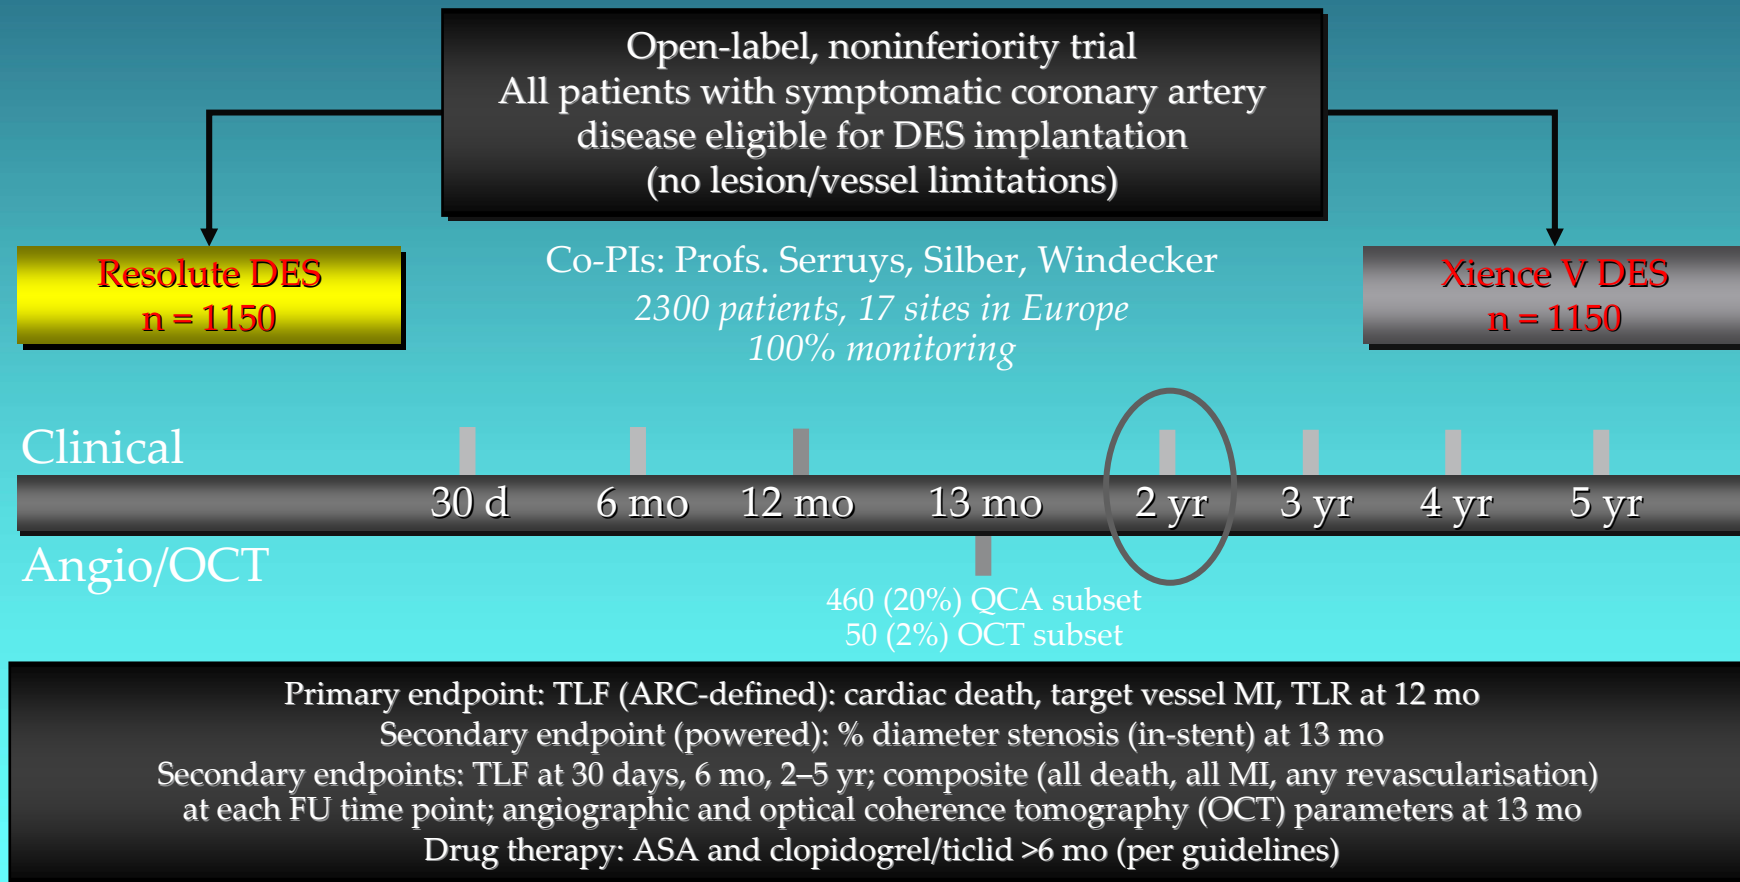 Open-label, noninferiority trial
All patients with symptomatic coronary artery
disease eligible for DES implantation
(no lesion/vessel limitations)
Resolute DES
n = 1150
Co-PIs: Profs. Serruys, Silber, Windecker
2300 patients, 17 sites in Europe
100% monitoring
Xience V DES
n = 1150
Clinical
30 d 6 mo 12 mo 13 mo 2 yr 3 yr 4 yr 5 yr
Angio/OCT
460 (20%) QCA subset
50 (2%) OCT subset
Primary endpoint: TLF (ARC-defined): cardiac death, target vessel MI, TLR at 12 mo
Secondary endpoint (powered): % diameter stenosis (in-stent) at 13 mo
Secondary endpoints: TLF at 30 days, 6 mo, 2–5 yr; composite (all death, all MI, any revascularisation)
at each FU time point; angiographic and optical coherence tomography (OCT) parameters at 13 mo
Drug therapy: ASA and clopidogrel/ticlid >6 mo (per guidelines)